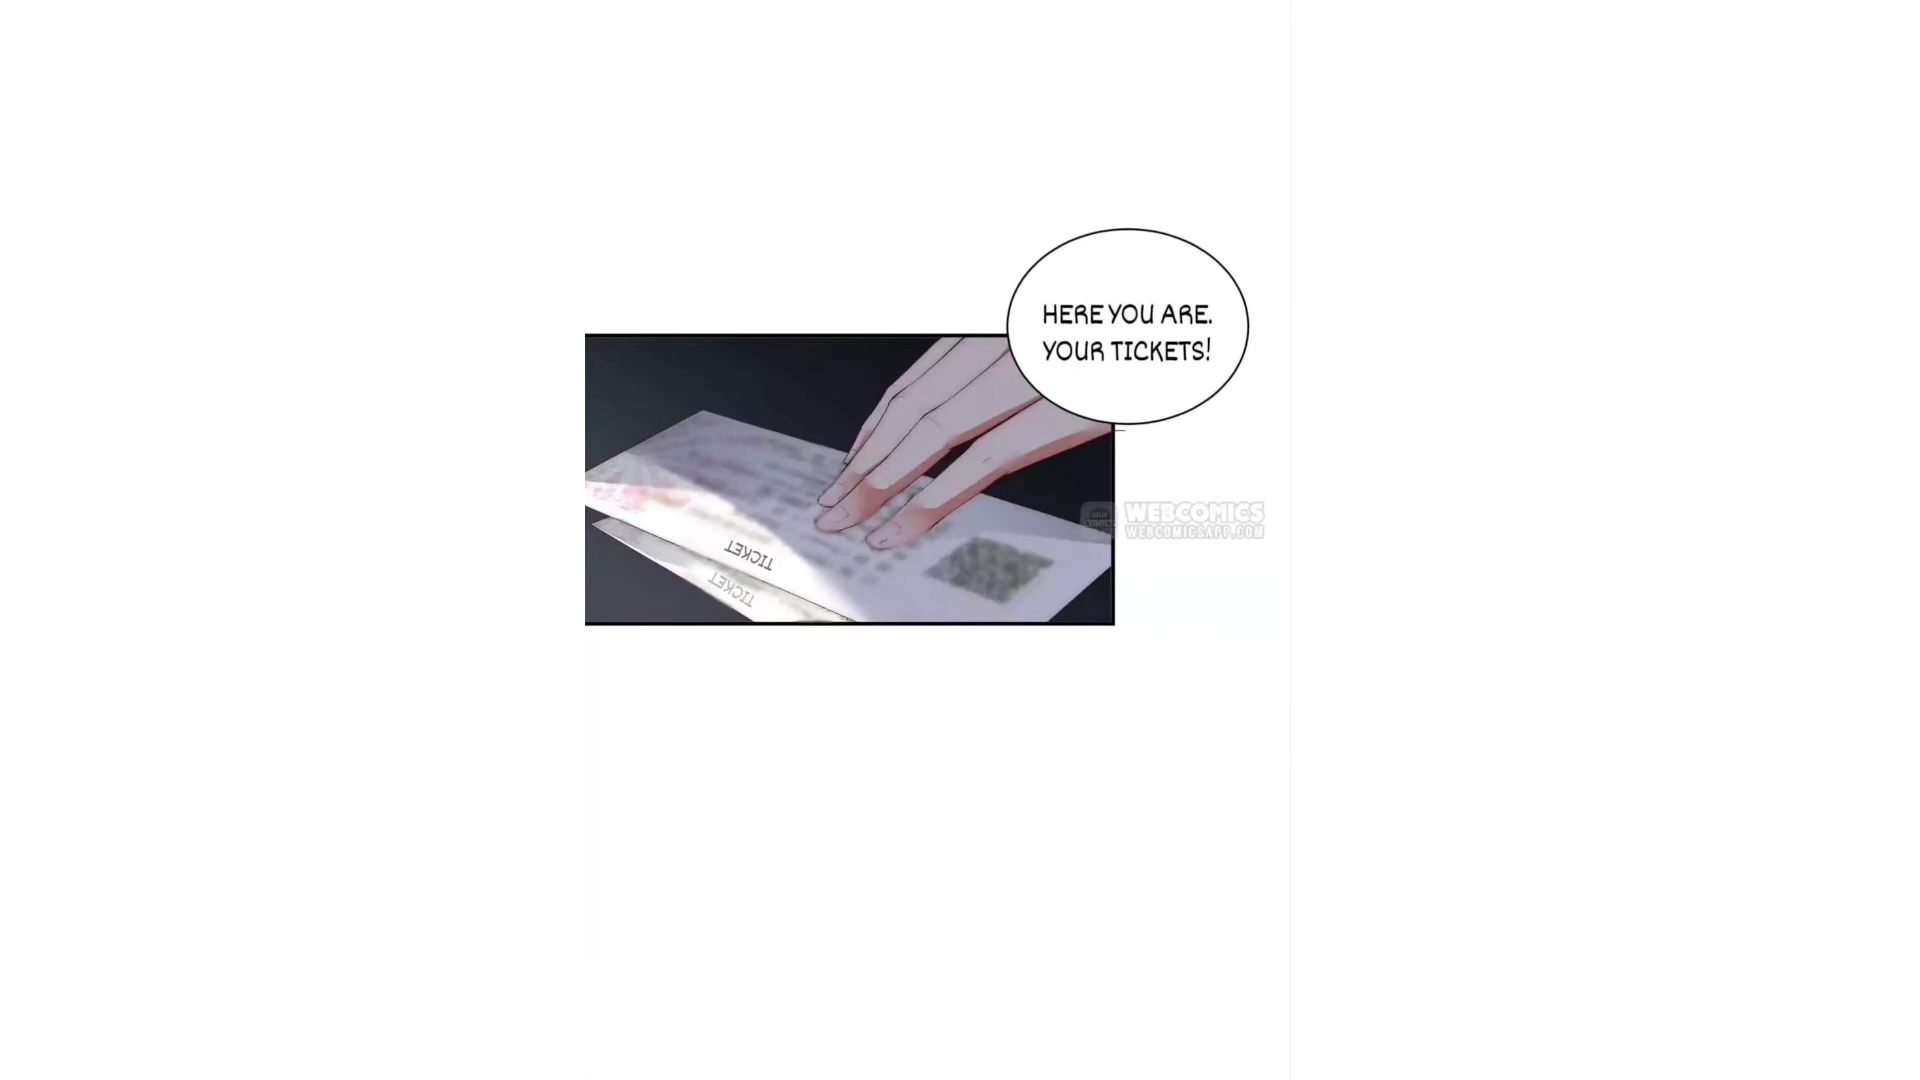 HERE YOU ARE.
YOUR TICKETS!
WEBCOMICS
WEBCOMICSAPP.COM
TICKET
TICKET